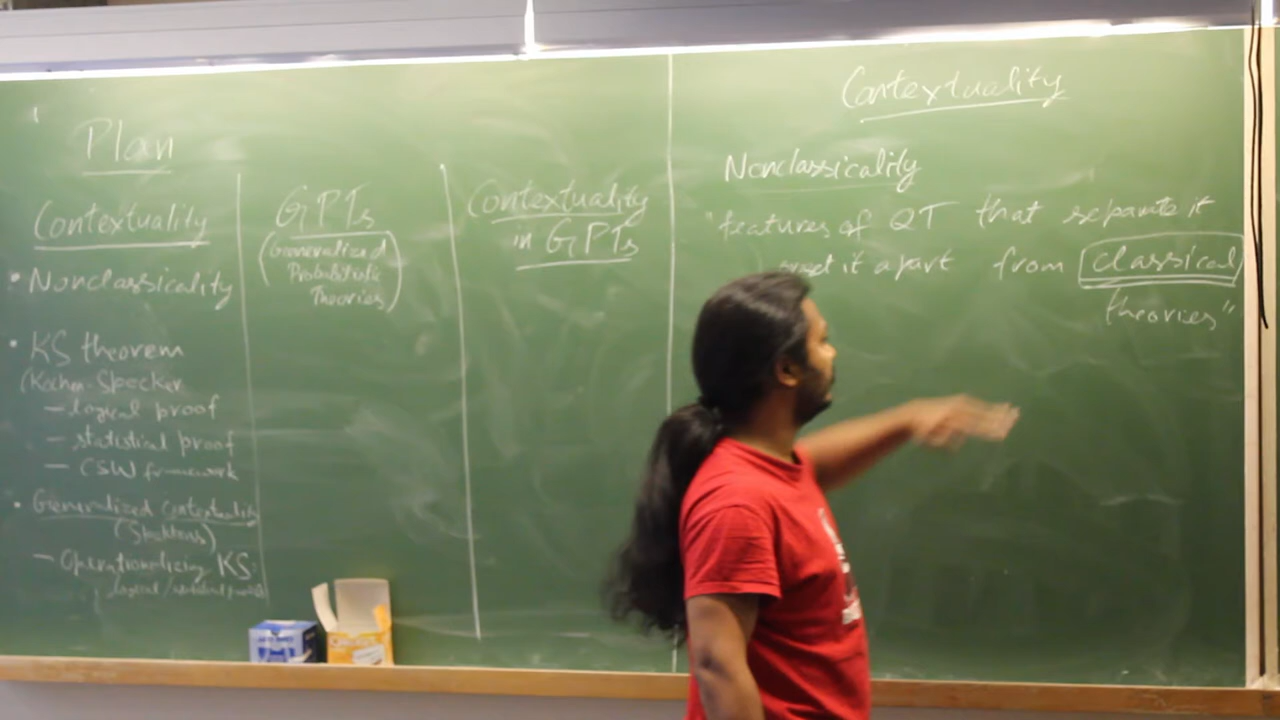 Plan
Contextuality
• Nonclassicality
• KS theorem
(Kochen-Specker
- logical proof
- statistical proof
- CSW framework
• Generalized contextuality
(Spekkens)
- Operationalizing KS:
logical/statistical proofs
GPTs
(Generalized
Probabilistic
Theories)
Contextuality
in GPTs
Contextuality
Nonclassicality
"features of QT that separate it
set it apart from classical
theories"